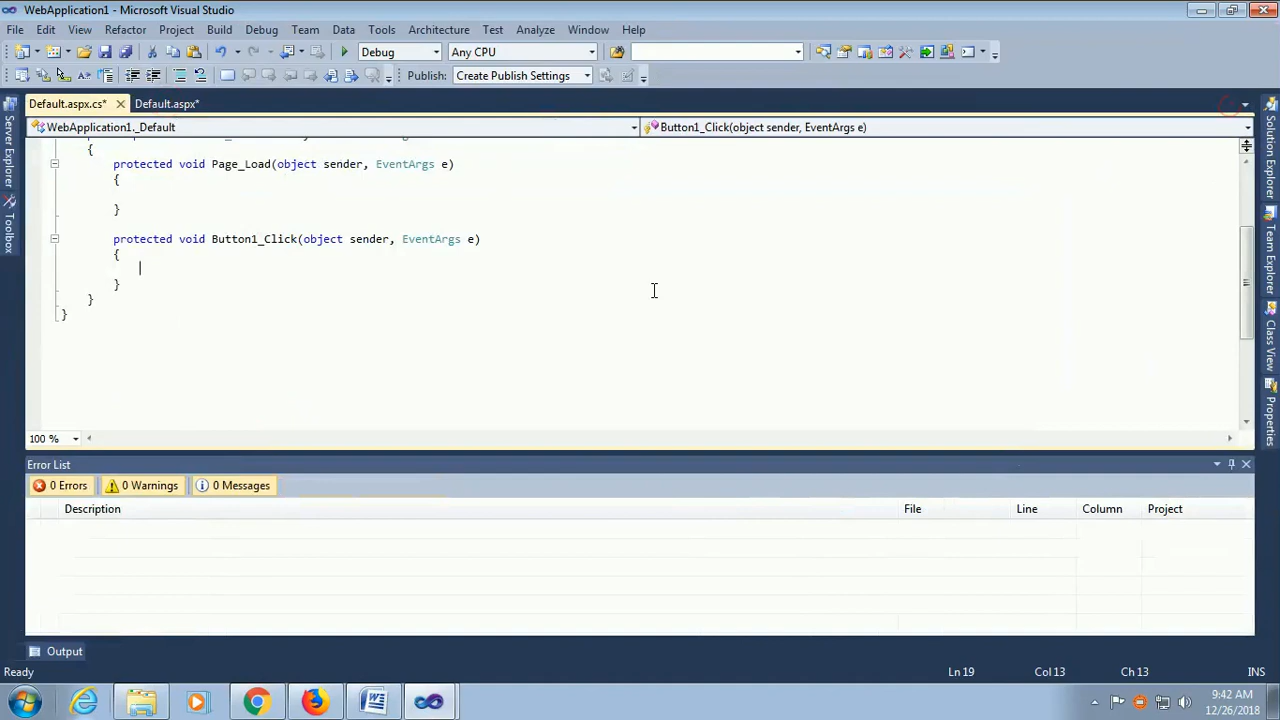 WebApplication1 - Microsoft Visual Studio
File Edit View Refactor Project Build Debug Team Data Tools Architecture Test Analyze Window Help
Debug Any CPU
Publish: Create Publish Settings
Default.aspx.cs* Default.aspx*
WebApplication1._Default Button1_Click(object sender, EventArgs e)
{
protected void Page_Load(object sender, EventArgs e)
{
}
protected void Button1_Click(object sender, EventArgs e)
{
}
}
}
100 %
Server Explorer
Toolbox
Solution Explorer
Team Explorer
Class View
Properties
Error List
0 Errors 0 Warnings 0 Messages
Description File Line Column Project
Output
Ready Ln 19 Col 13 Ch 13 INS
9:42 AM
12/26/2018